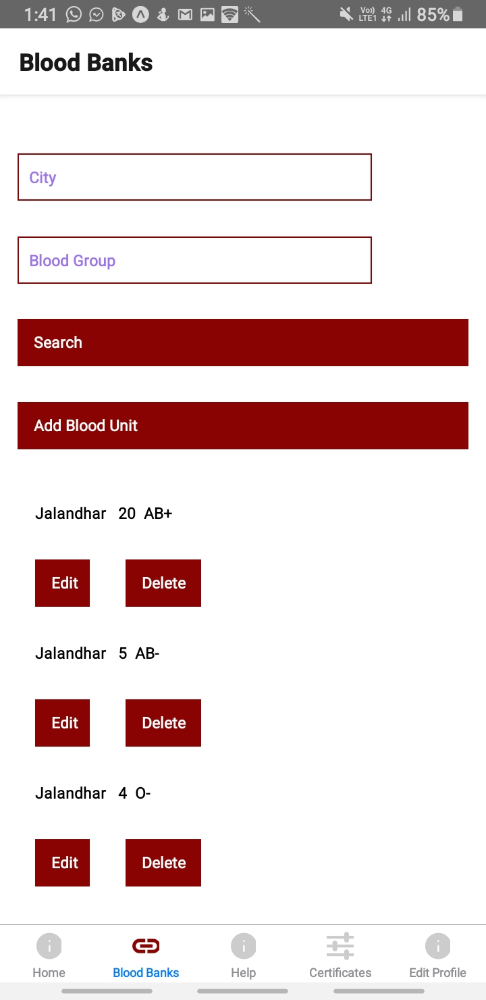 1:41 Vo) LTE1 4G 85%
Blood Banks
City
Blood Group
Search
Add Blood Unit
Jalandhar 20 AB+
Edit Delete
Jalandhar 5 AB-
Edit Delete
Jalandhar 4 O-
Edit Delete
Home Blood Banks Help Certificates Edit Profile